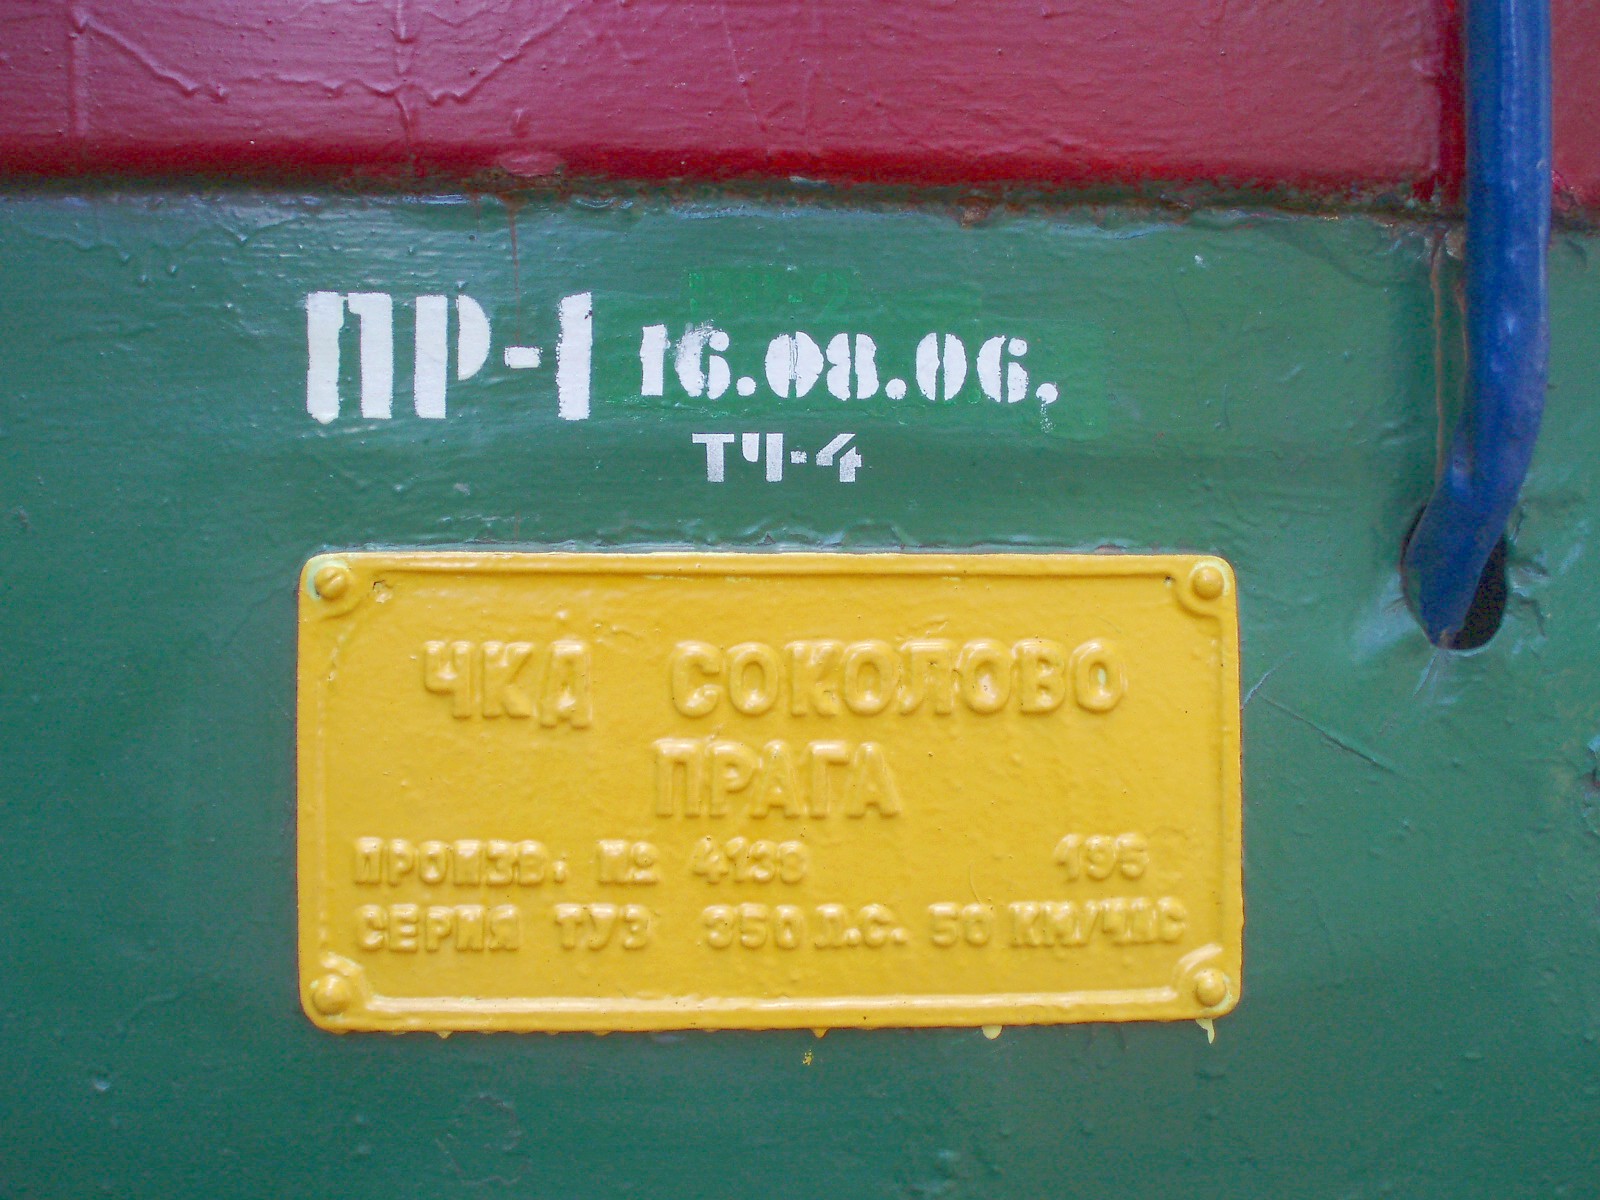 ПР-1 16.08.06.
ТЧ-4
ЧКД СОКОЛОВО
ПРАГА
ПРОИЗВ. № 4138 195
СЕРИЯ ТУ3 350 Л.С. 50 КМ/ЧАС